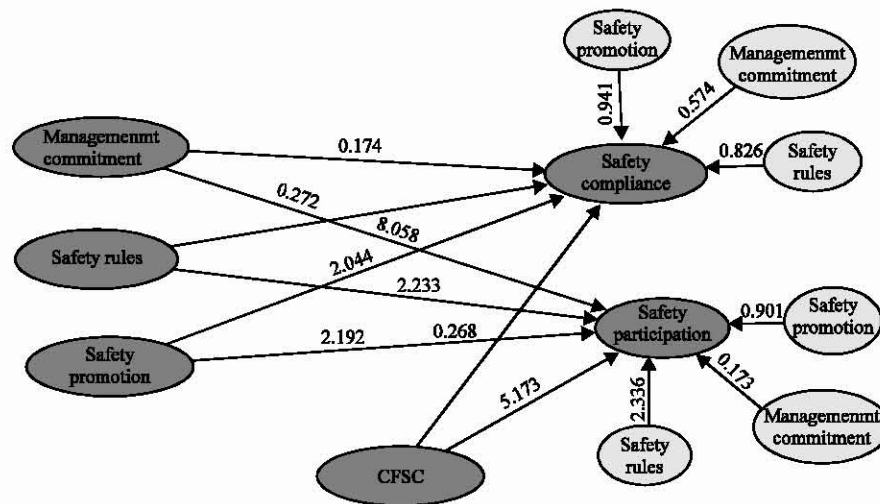 Safety
promotion
Managemenmt
commitment
0.941
0.574
Managemenmt
commitment
0.174
Safety
compliance
0.826
Safety
rules
0.272
8.058
Safety rules
2.044
2.233
Safety
participation
0.901
Safety
promotion
Safety
promotion
2.192
0.268
5.173
2.336
0.173
Managemenmt
commitment
Safety
rules
CFSC